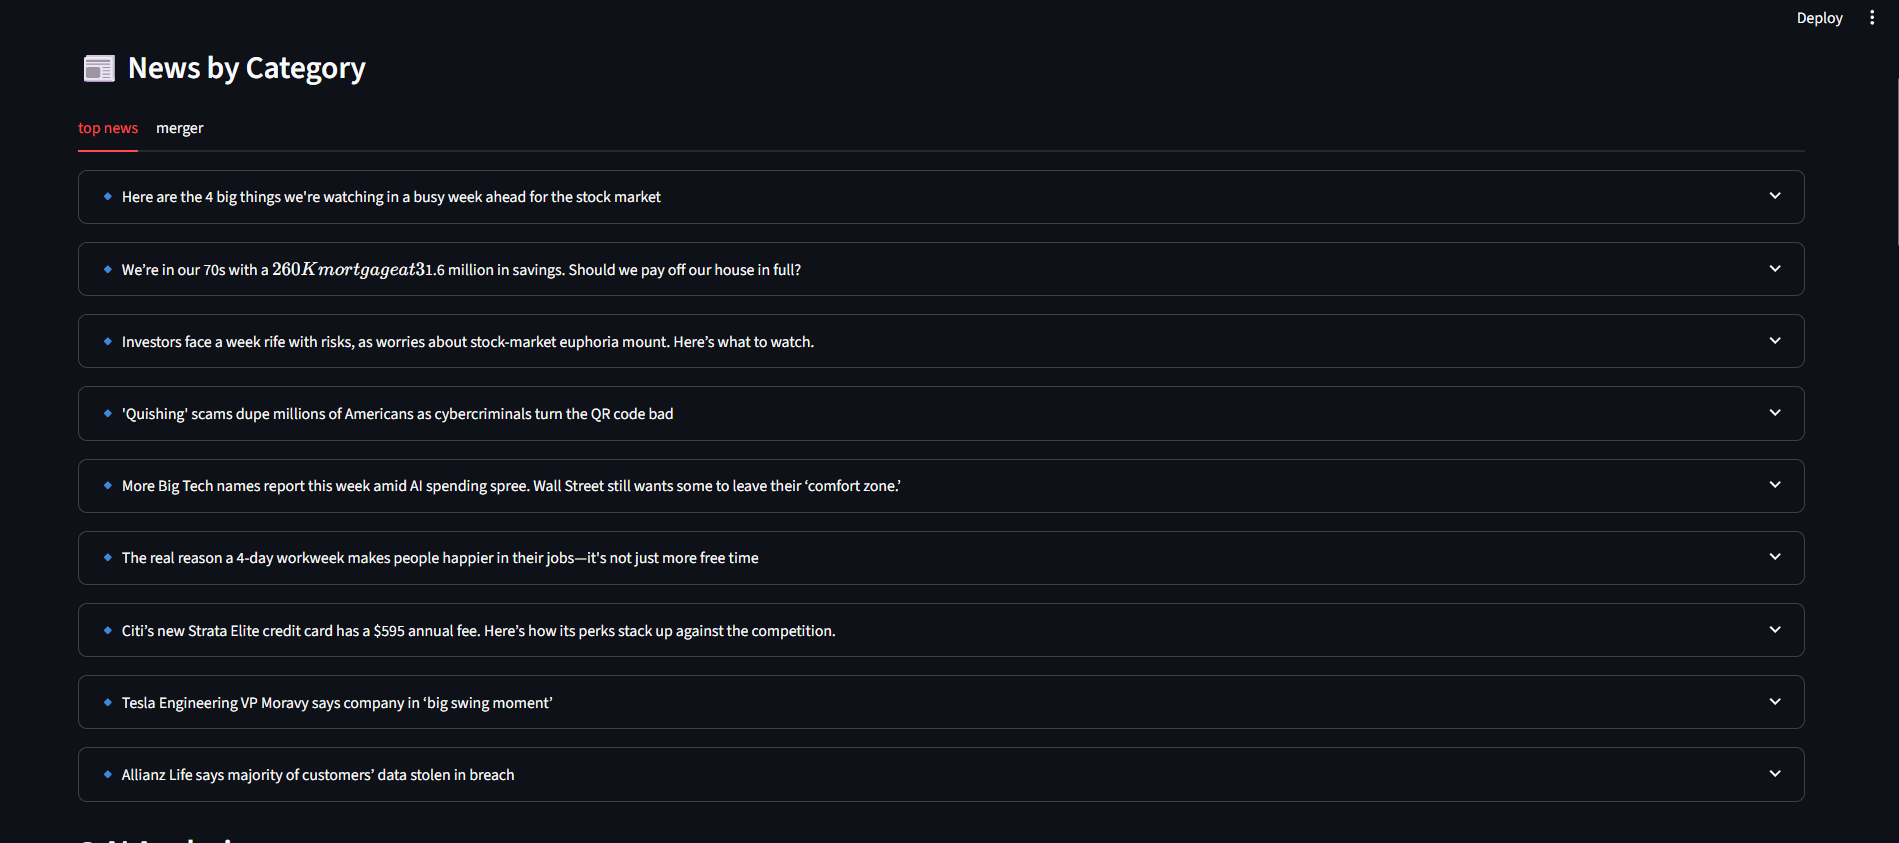 Deploy
News by Category
top news merger
Here are the 4 big things we're watching in a busy week ahead for the stock market
We’re in our 70s with a 260Kmortgageat31.6 million in savings. Should we pay off our house in full?
Investors face a week rife with risks, as worries about stock-market euphoria mount. Here’s what to watch.
'Quishing' scams dupe millions of Americans as cybercriminals turn the QR code bad
More Big Tech names report this week amid AI spending spree. Wall Street still wants some to leave their ‘comfort zone.’
The real reason a 4-day workweek makes people happier in their jobs—it's not just more free time
Citi’s new Strata Elite credit card has a $595 annual fee. Here’s how its perks stack up against the competition.
Tesla Engineering VP Moravy says company in ‘big swing moment’
Allianz Life says majority of customers’ data stolen in breach